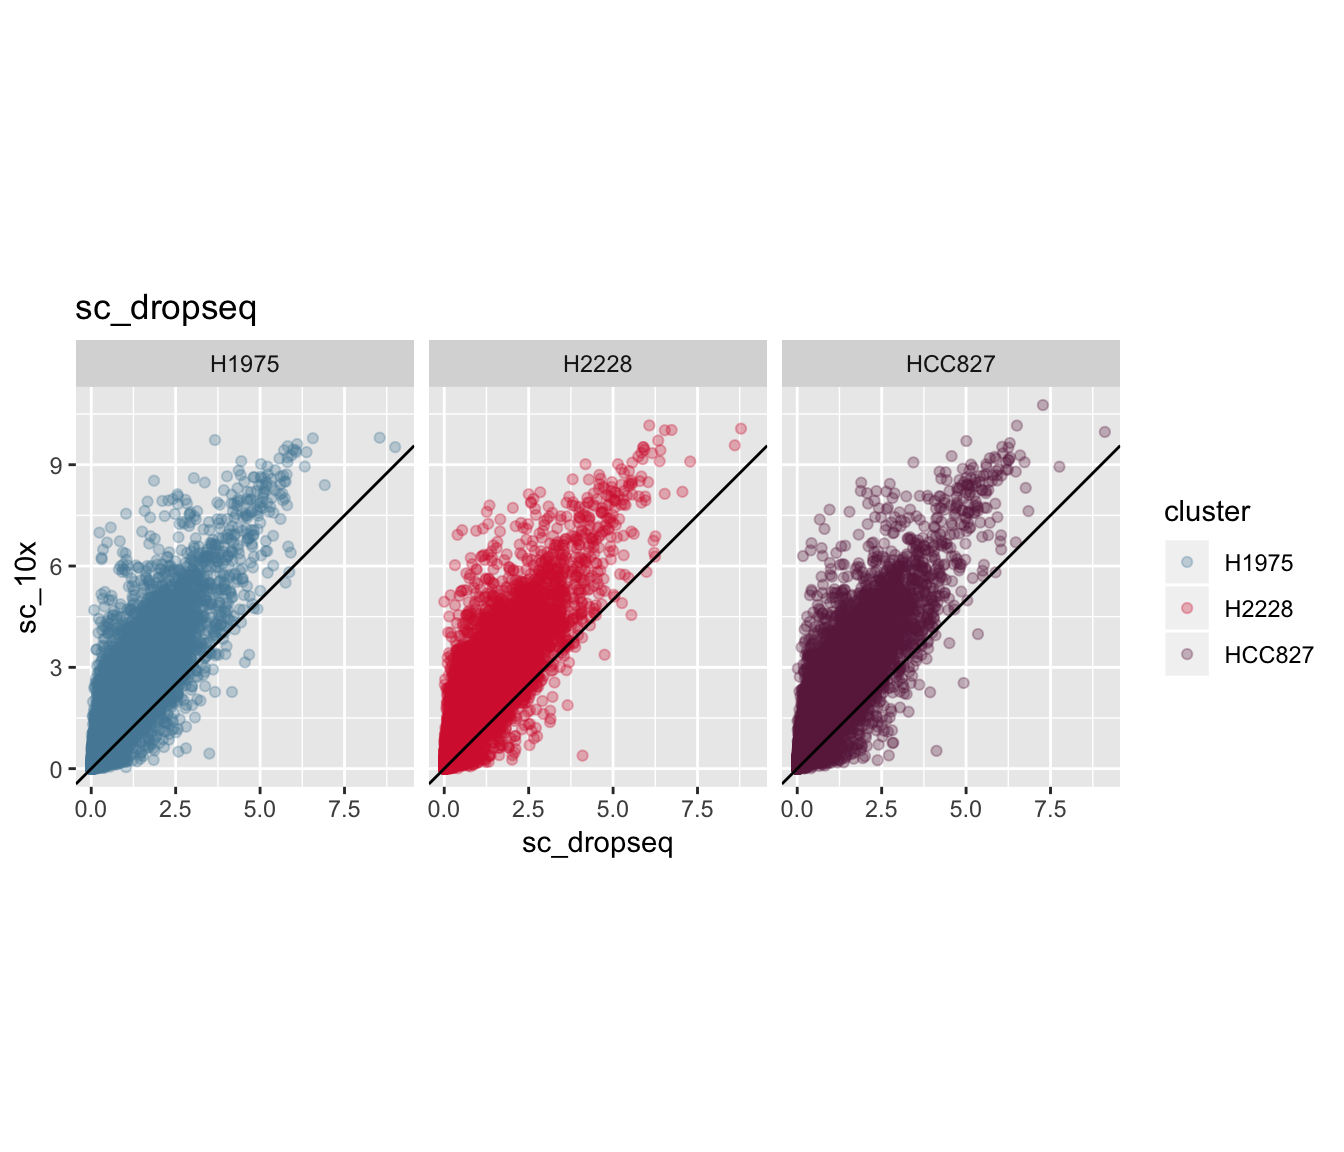 sc_dropseq
H1975 H2228 HCC827
sc_10x
9
6
3
0
0.0 2.5 5.0 7.5 0.0 2.5 5.0 7.5 0.0 2.5 5.0 7.5
sc_dropseq
cluster
H1975
H2228
HCC827